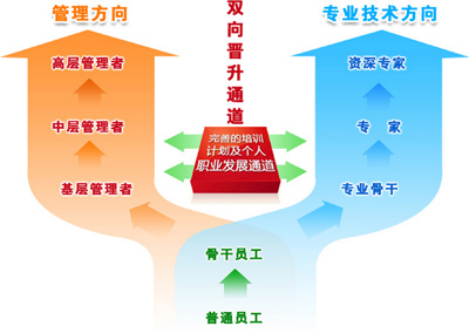 管理方向
双向晋升通道
专业技术方向
高层管理者
资深专家
中层管理者
专 家
完善的培训
计划及个人
职业发展通道
基层管理者
专业骨干
骨干员工
普通员工